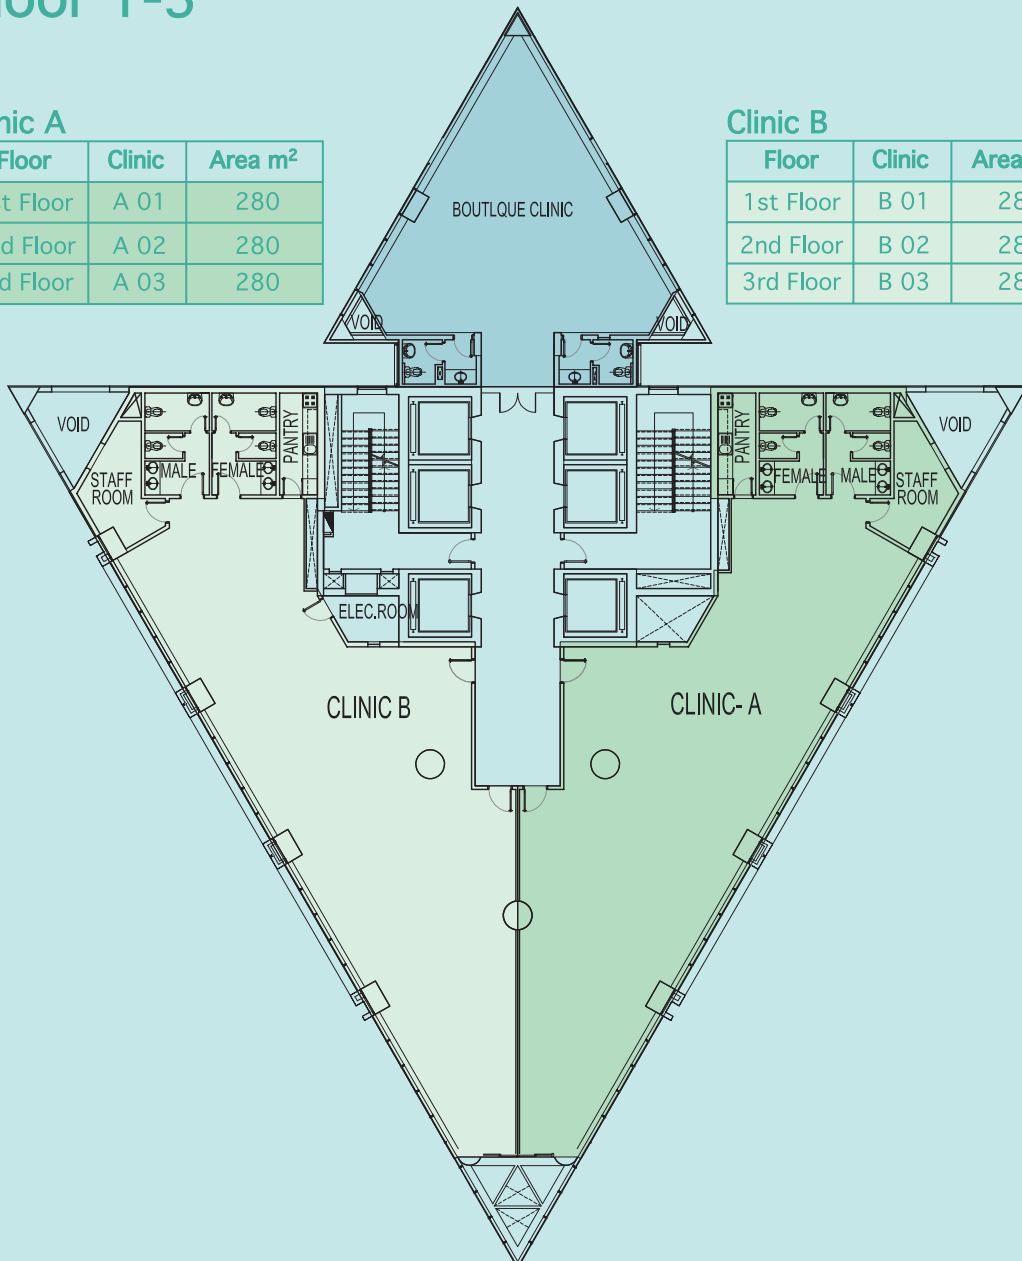 oor 1-3
nic A
Floor Clinic Area m²
st Floor A 01 280
d Floor A 02 280
d Floor A 03 280
Clinic B
Floor Clinic Area
1st Floor B 01 28
2nd Floor B 02 28
3rd Floor B 03 28
BOUTLQUE CLINIC
VOID
VOID
VOID
STAFF
ROOM
MALE
FEMALE
PANTRY
PANTRY
FEMALE
MALE
STAFF
ROOM
VOID
ELEC.ROOM
CLINIC B
CLINIC- A